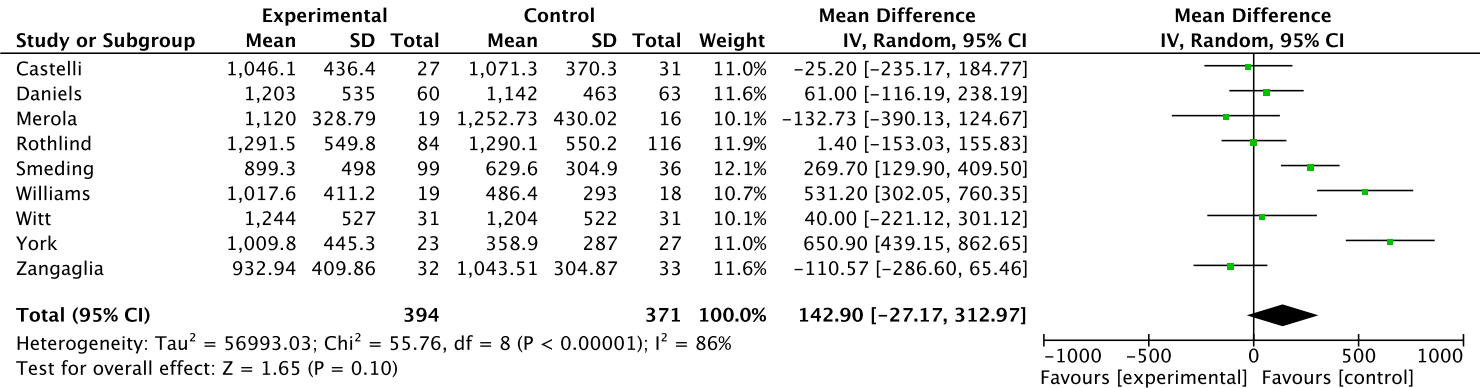 Experimental Control Mean Difference Mean Difference
Study or Subgroup Mean SD Total Mean SD Total Weight IV, Random, 95% CI IV, Random, 95% CI
Castelli 1,046.1 436.4 27 1,071.3 370.3 31 11.0% −25.20 [−235.17, 184.77]
Daniels 1,203 535 60 1,142 463 63 11.6% 61.00 [−116.19, 238.19]
Merola 1,120 328.79 19 1,252.73 430.02 16 10.1% −132.73 [−390.13, 124.67]
Rothlind 1,291.5 549.8 84 1,290.1 550.2 116 11.9% 1.40 [−153.03, 155.83]
Smeding 899.3 498 99 629.6 304.9 36 12.1% 269.70 [129.90, 409.50]
Williams 1,017.6 411.2 19 486.4 293 18 10.7% 531.20 [302.05, 760.35]
Witt 1,244 527 31 1,204 522 31 10.1% 40.00 [−221.12, 301.12]
York 1,009.8 445.3 23 358.9 287 27 11.0% 650.90 [439.15, 862.65]
Zangaglia 932.94 409.86 32 1,043.51 304.87 33 11.6% −110.57 [−286.60, 65.46]
Total (95% CI) 394 371 100.0% 142.90 [−27.17, 312.97]
Heterogeneity: Tau² = 56993.03; Chi² = 55.76, df = 8 (P < 0.00001); I² = 86%
Test for overall effect: Z = 1.65 (P = 0.10)
−1000 −500 0 500 1000
Favours [experimental] Favours [control]